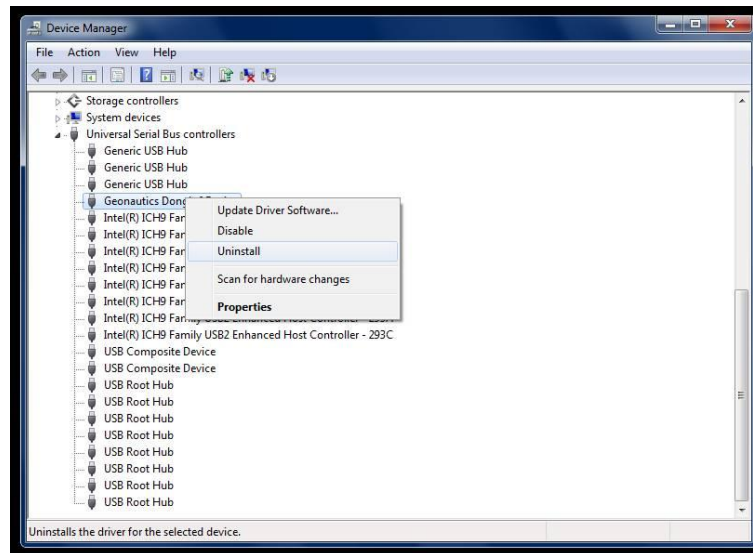 Device Manager
File Action View Help
Storage controllers
System devices
Universal Serial Bus controllers
Generic USB Hub
Generic USB Hub
Generic USB Hub
Geonautics
Update Driver Software...
Disable
Uninstall
Scan for hardware changes
Properties
Intel(R) ICH9
Intel(R) ICH9
Intel(R) ICH9
Intel(R) ICH9
Intel(R) ICH9
Intel(R) ICH9
Intel(R) ICH9 Family USB2 Enhanced Host Controller
Intel(R) ICH9 Family USB2 Enhanced Host Controller - 293C
USB Composite Device
USB Composite Device
USB Root Hub
USB Root Hub
USB Root Hub
USB Root Hub
USB Root Hub
USB Root Hub
USB Root Hub
USB Root Hub
Uninstalls the driver for the selected device.